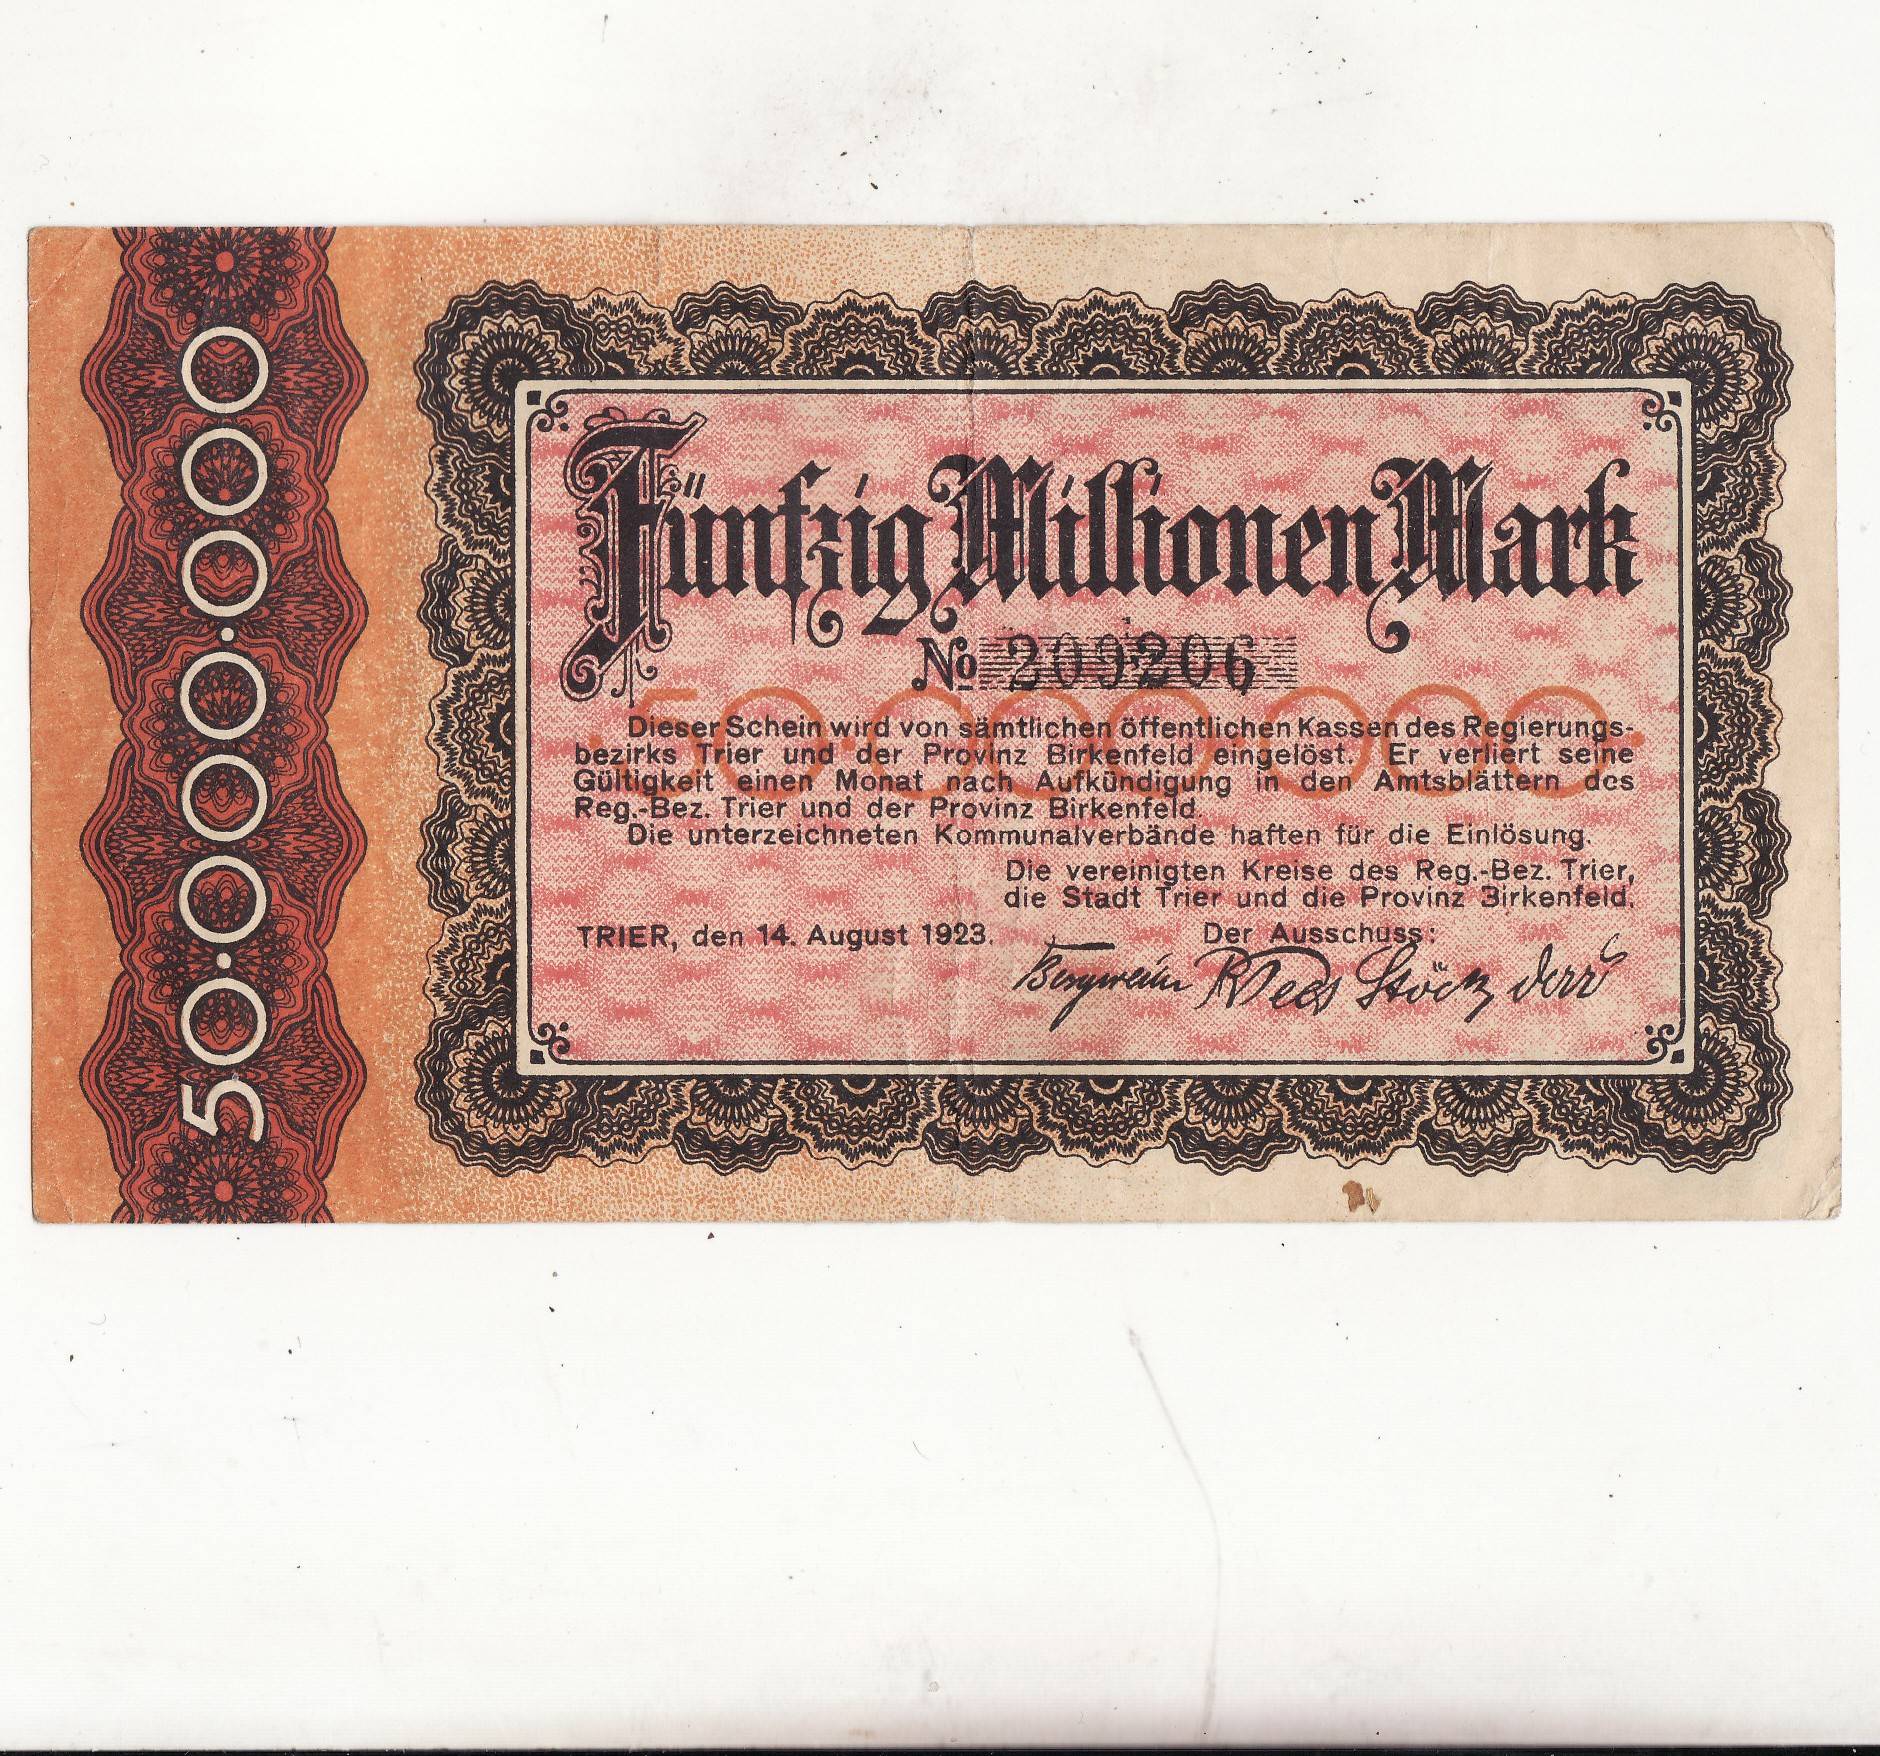 50.000.000
Fünfzig Millionen Mark
No 209206
50.000.000
Dieser Schein wird von sämtlichen öffentlichen Kassen des Regierungs-
bezirks Trier und der Provinz Birkenfeld eingelöst. Er verliert seine
Gültigkeit einen Monat nach Aufkündigung in den Amtsblättern des
Reg.-Bez. Trier und der Provinz Birkenfeld.
Die unterzeichneten Kommunalverbände haften für die Einlösung.
Die vereinigten Kreise des Reg.-Bez. Trier,
die Stadt Trier und die Provinz Birkenfeld.
TRIER, den 14. August 1923. Der Ausschuss: